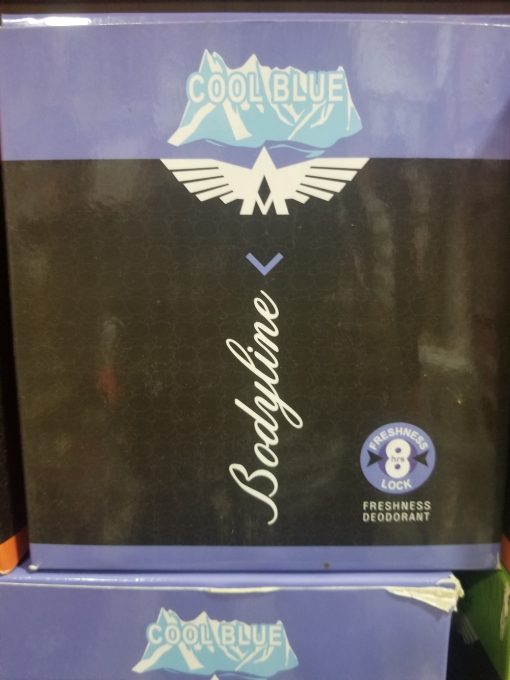 COOL BLUE
Bodyline
FRESHNESS
8
hrs
LOCK
FRESHNESS
DEODORANT
COOL BLUE